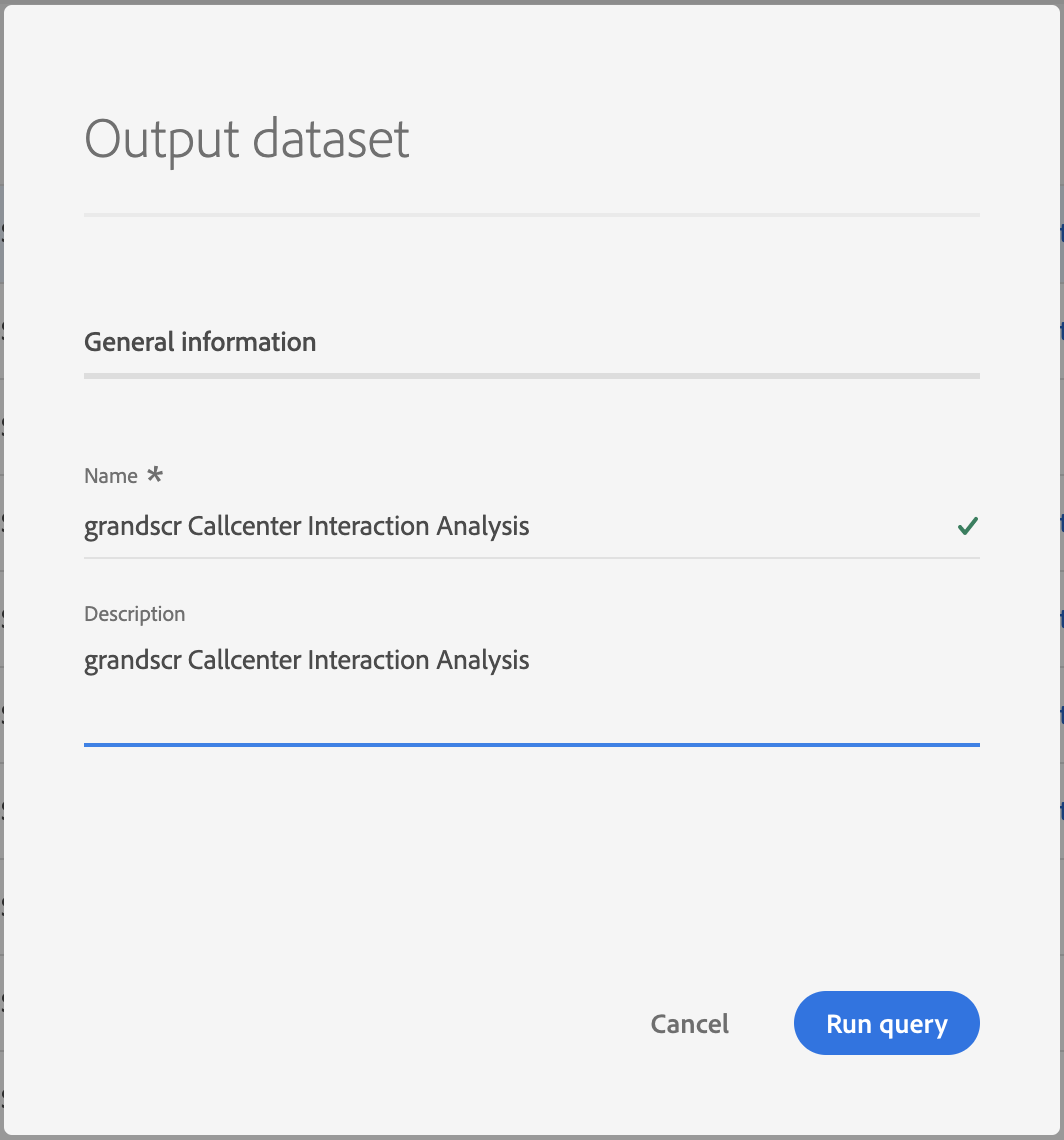 Output dataset
General information
Name *
grandscr Callcenter Interaction Analysis
Description
grandscr Callcenter Interaction Analysis
Cancel
Run query